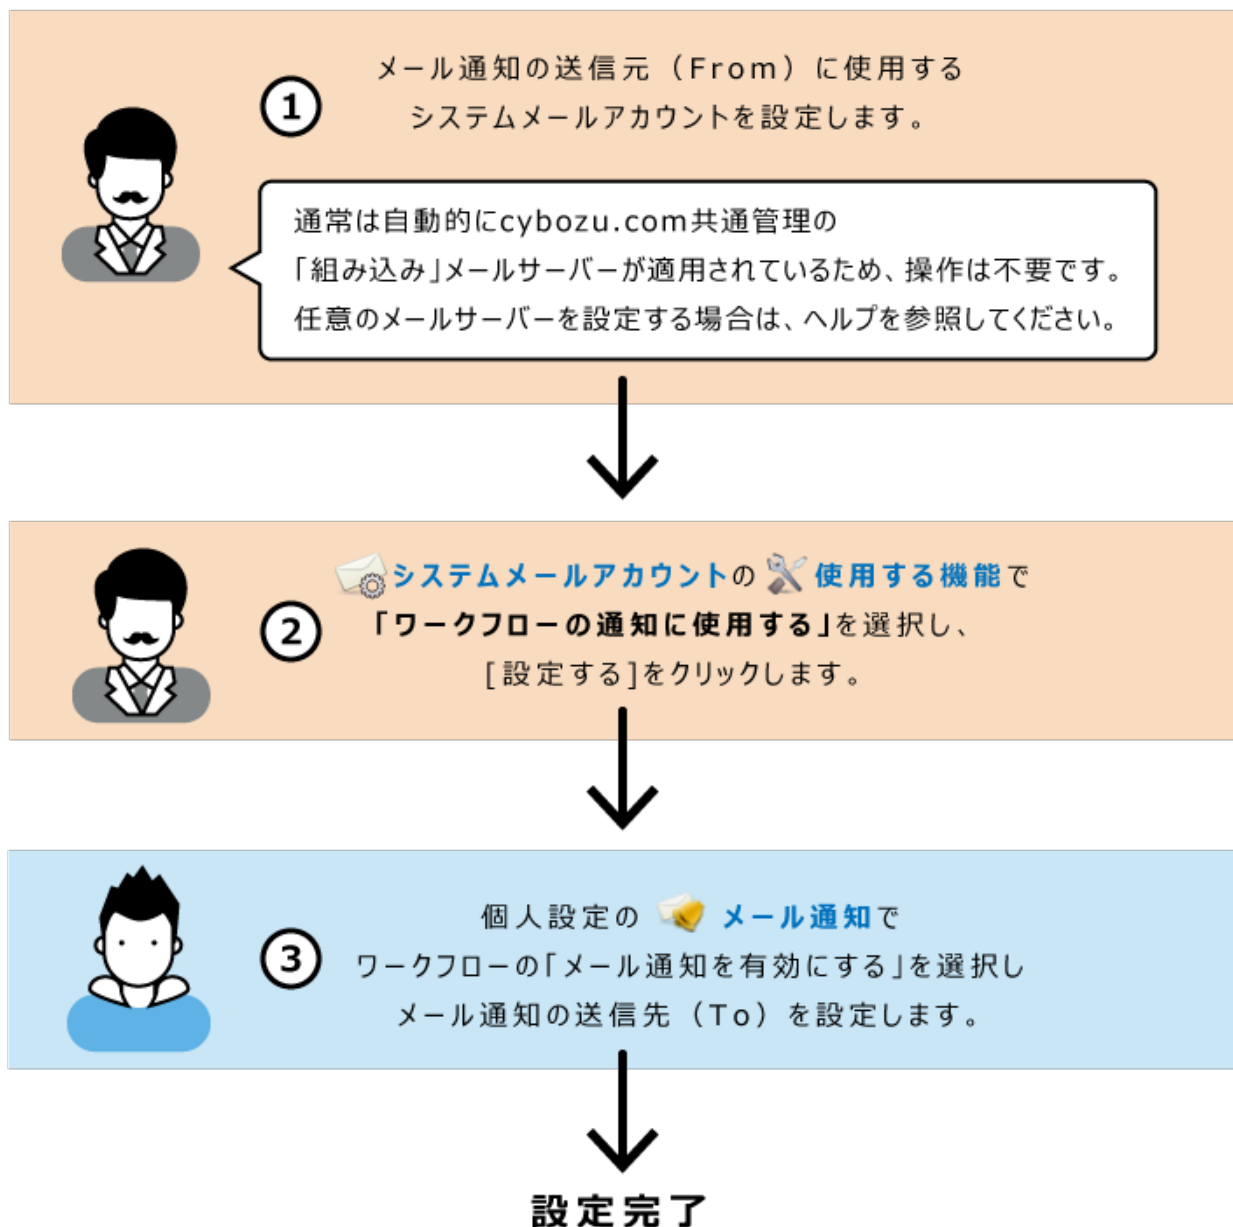 ①
メール通知の送信元（From）に使用する
システムメールアカウントを設定します。
通常は自動的にcybozu.com共通管理の
「組み込み」メールサーバーが適用されているため、操作は不要です。
任意のメールサーバーを設定する場合は、ヘルプを参照してください。
②
システムメールアカウントの 使用する機能で
「ワークフローの通知に使用する」を選択し、
[設定する]をクリックします。
③
個人設定の メール通知で
ワークフローの「メール通知を有効にする」を選択し
メール通知の送信先（To）を設定します。
設定完了